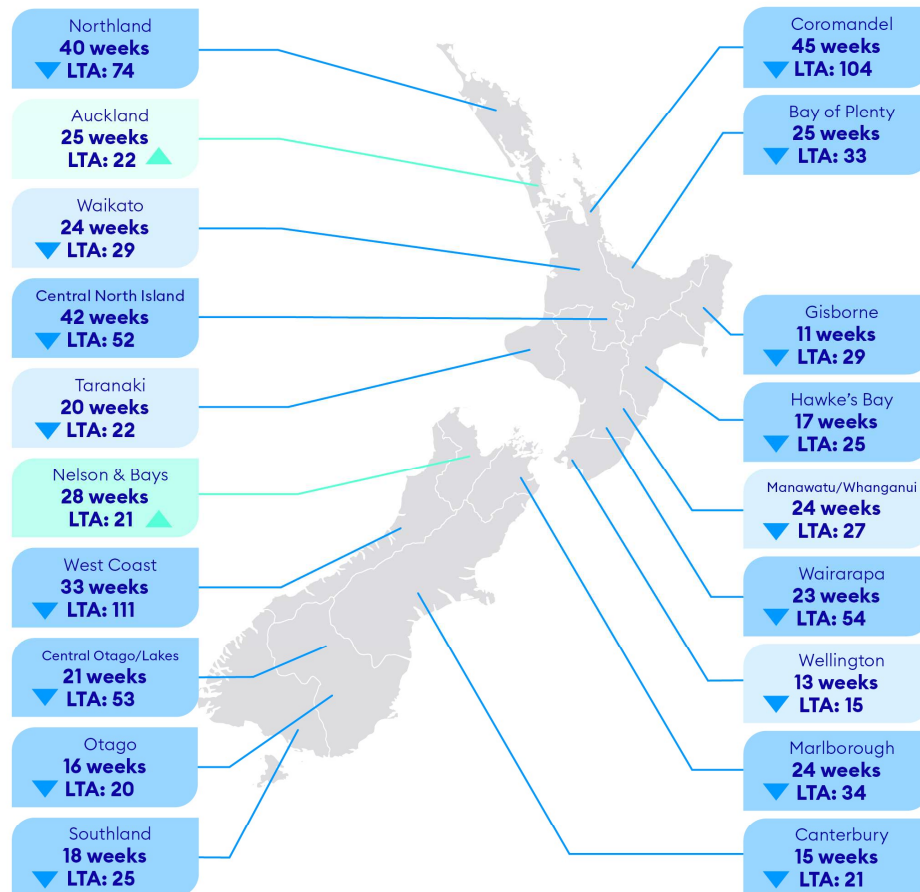 Northland
40 weeks
LTA: 74
Auckland
25 weeks
LTA: 22
Waikato
24 weeks
LTA: 29
Central North Island
42 weeks
LTA: 52
Taranaki
20 weeks
LTA: 22
Nelson & Bays
28 weeks
LTA: 21
West Coast
33 weeks
LTA: 111
Central Otago/Lakes
21 weeks
LTA: 53
Otago
16 weeks
LTA: 20
Southland
18 weeks
LTA: 25
Coromandel
45 weeks
LTA: 104
Bay of Plenty
25 weeks
LTA: 33
Gisborne
11 weeks
LTA: 29
Hawke's Bay
17 weeks
LTA: 25
Manawatu/Whanganui
24 weeks
LTA: 27
Wairarapa
23 weeks
LTA: 54
Wellington
13 weeks
LTA: 15
Marlborough
24 weeks
LTA: 34
Canterbury
15 weeks
LTA: 21